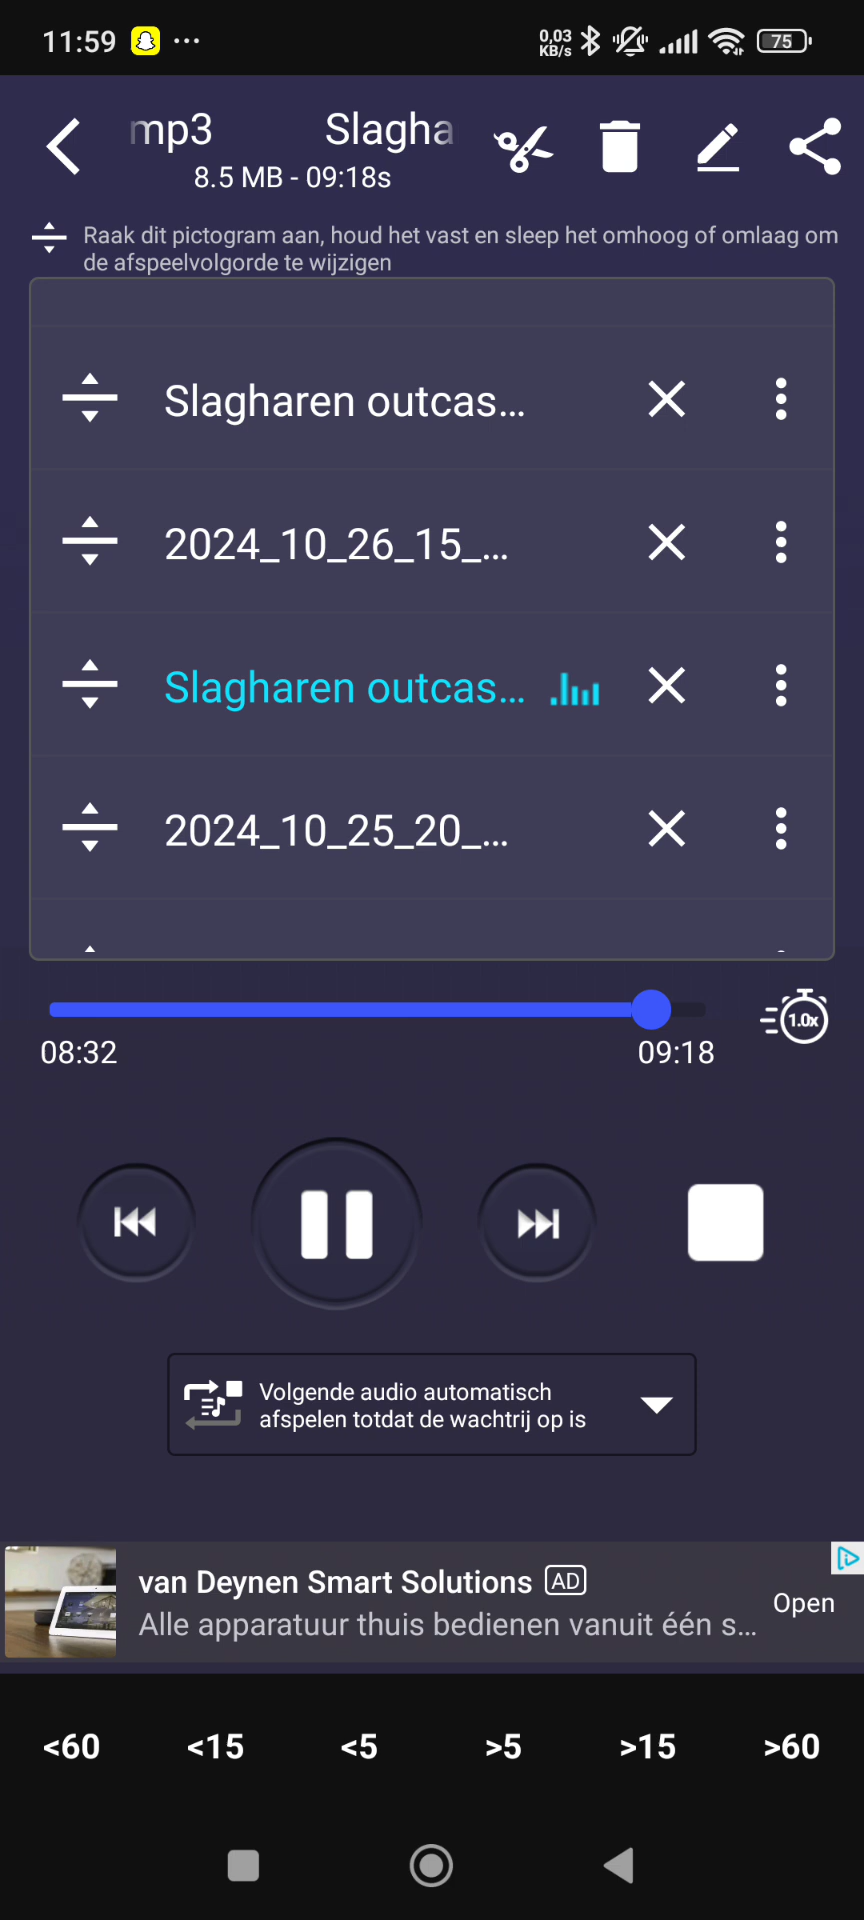 11:59
0,03
KB/s
75
mp3 Slagha
8.5 MB - 09:18s
Raak dit pictogram aan, houd het vast en sleep het omhoog of omlaag om
de afspeelvolgorde te wijzigen
Slagharen outcas...
2024_10_26_15_...
Slagharen outcas...
2024_10_25_20_...
1.0x
08:32
09:18
Volgende audio automatisch
afspelen totdat de wachtrij op is
van Deynen Smart Solutions AD
Alle apparatuur thuis bedienen vanuit één s...
Open
<60 <15 <5 >5 >15 >60